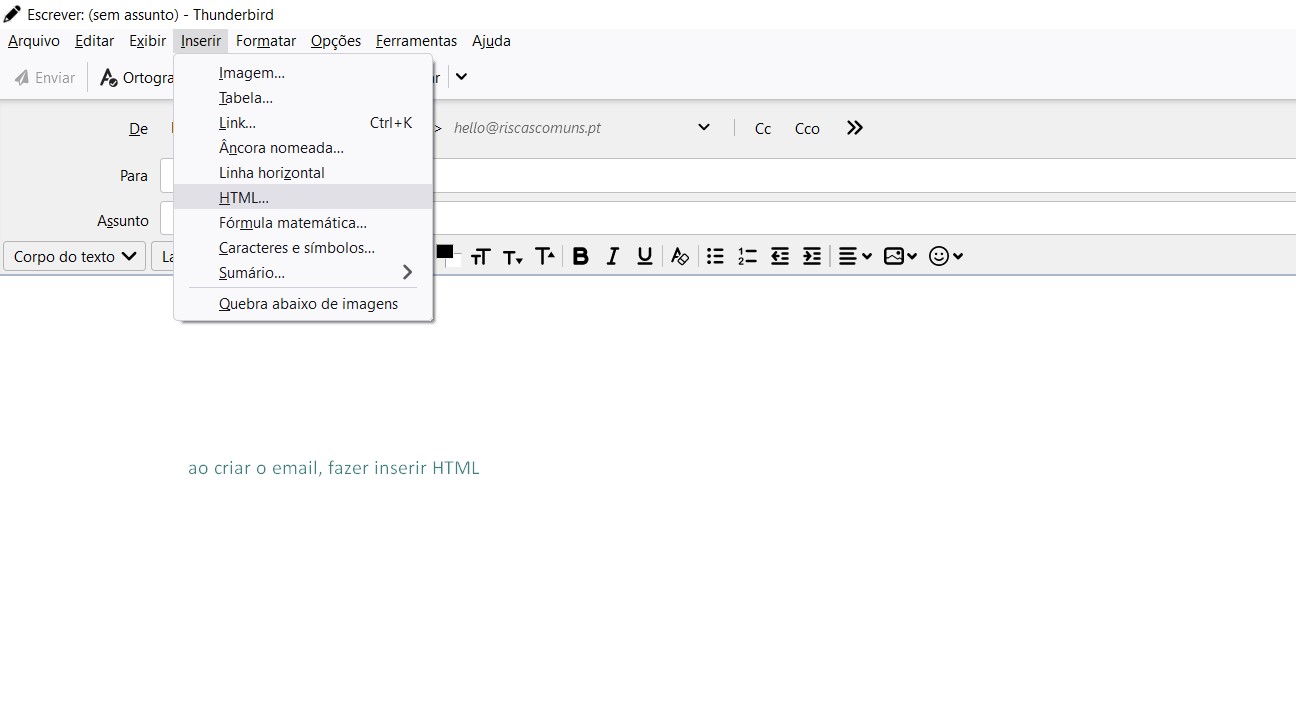 Escrever: (sem assunto) - Thunderbird
Arquivo Editar Exibir Inserir Formatar Opções Ferramentas Ajuda
Enviar Ortogra
Imagem...
Tabela...
Link... Ctrl+K
De > hello@riscascomuns.pt Cc Cco
Âncora nomeada...
Linha horizontal
Para
HTML...
Assunto
Fórmula matemática...
Caracteres e símbolos...
Corpo do texto La
Sumário...
Quebra abaixo de imagens
ao criar o email, fazer inserir HTML